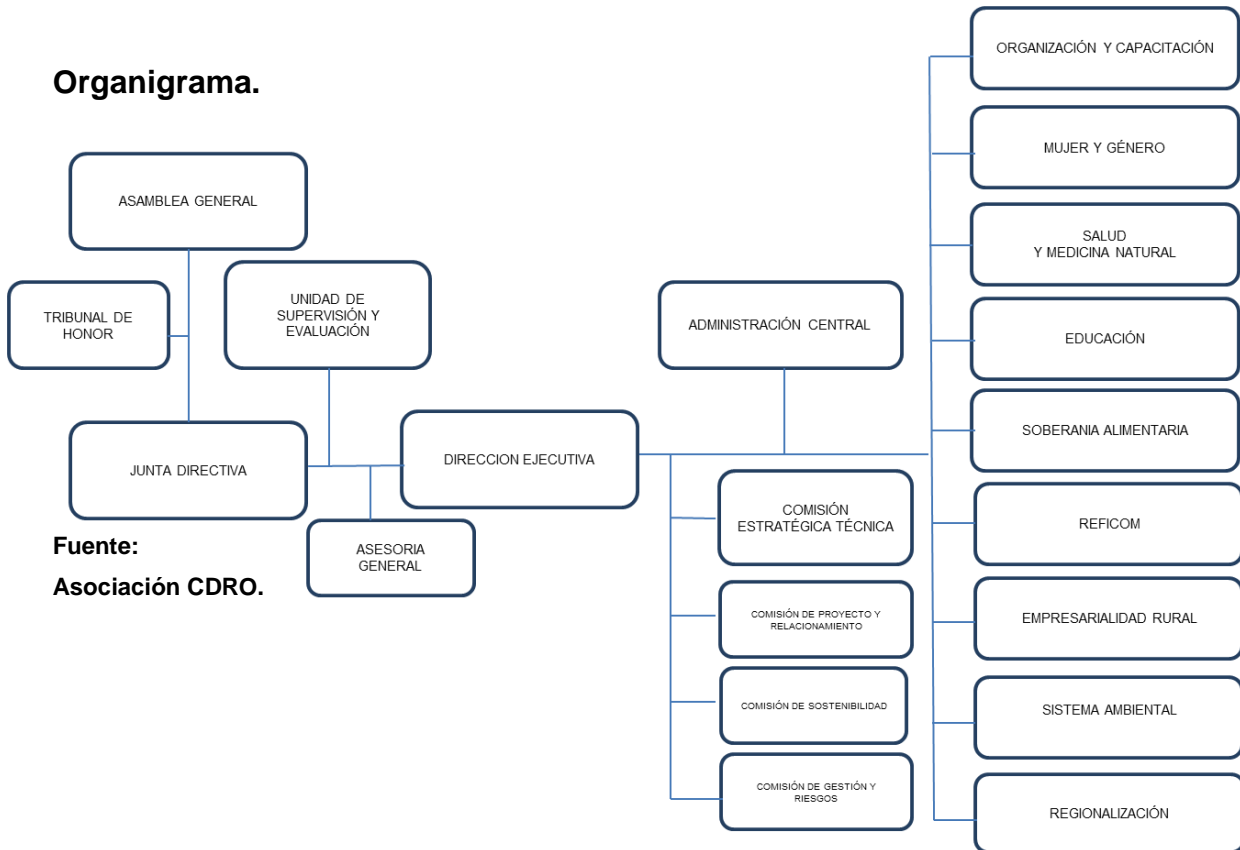 Organigrama.
ASAMBLEA GENERAL
TRIBUNAL DE
HONOR
UNIDAD DE
SUPERVISIÓN Y
EVALUACIÓN
JUNTA DIRECTIVA
DIRECCION EJECUTIVA
ASESORIA
GENERAL
Fuente:
Asociación CDRO.
ADMINISTRACIÓN CENTRAL
COMISIÓN
ESTRATÉGICA TÉCNICA
COMISIÓN DE PROYECTO Y
RELACIONAMIENTO
COMISIÓN DE SOSTENIBILIDAD
COMISIÓN DE GESTIÓN Y
RIESGOS
ORGANIZACIÓN Y CAPACITACIÓN
MUJER Y GÉNERO
SALUD
Y MEDICINA NATURAL
EDUCACIÓN
SOBERANIA ALIMENTARIA
REFICOM
EMPRESARIALIDAD RURAL
SISTEMA AMBIENTAL
REGIONALIZACIÓN